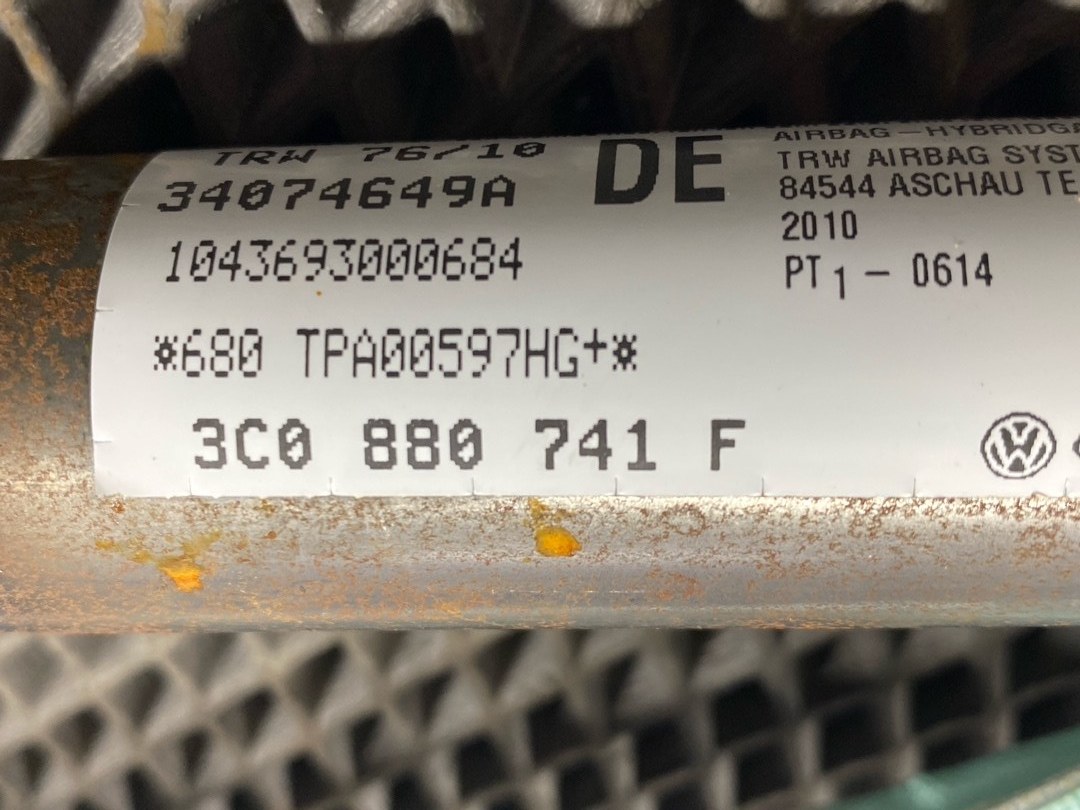 TRW 76/10
34074649A
1043693000684
*680 TPA00597HG+*
3C0 880 741 F
DE
AIRBAG-HYBRIDGA
TRW AIRBAG SYST
84544 ASCHAU TE
2010
PT1 - 0614
VW